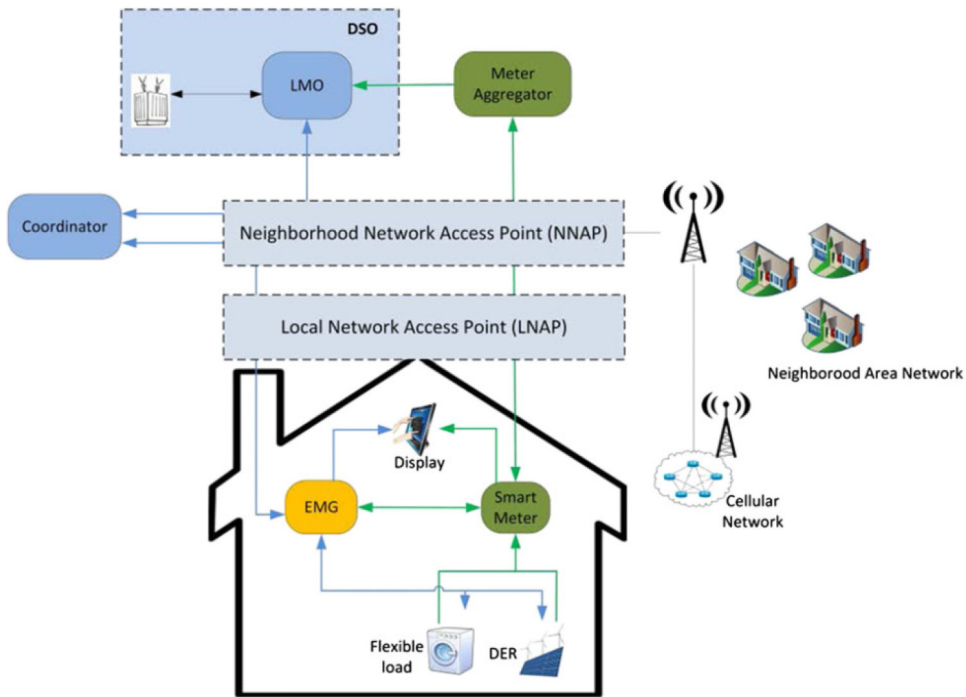 DSO
LMO
Meter
Aggregator
Coordinator
Neighborhood Network Access Point (NNAP)
Local Network Access Point (LNAP)
Neighborood Area Network
Display
EMG
Smart
Meter
Cellular
Network
Flexible
load
DER